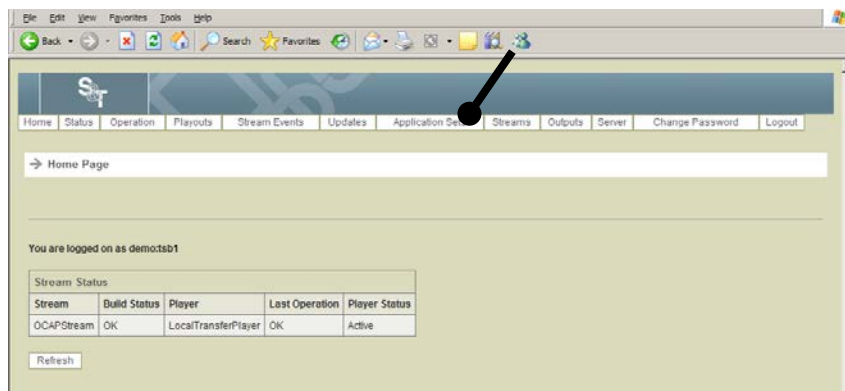 File Edit View Favorites Tools Help
Back Search Favorites
S&T
Home Status Operation Playouts Stream Events Updates Application Streams Outputs Server Change Password Logout
Home Page
You are logged on as demo:tsb1
Stream Status
Stream Build Status Player Last Operation Player Status
OCAPStream OK LocalTransferPlayer OK Active
Refresh